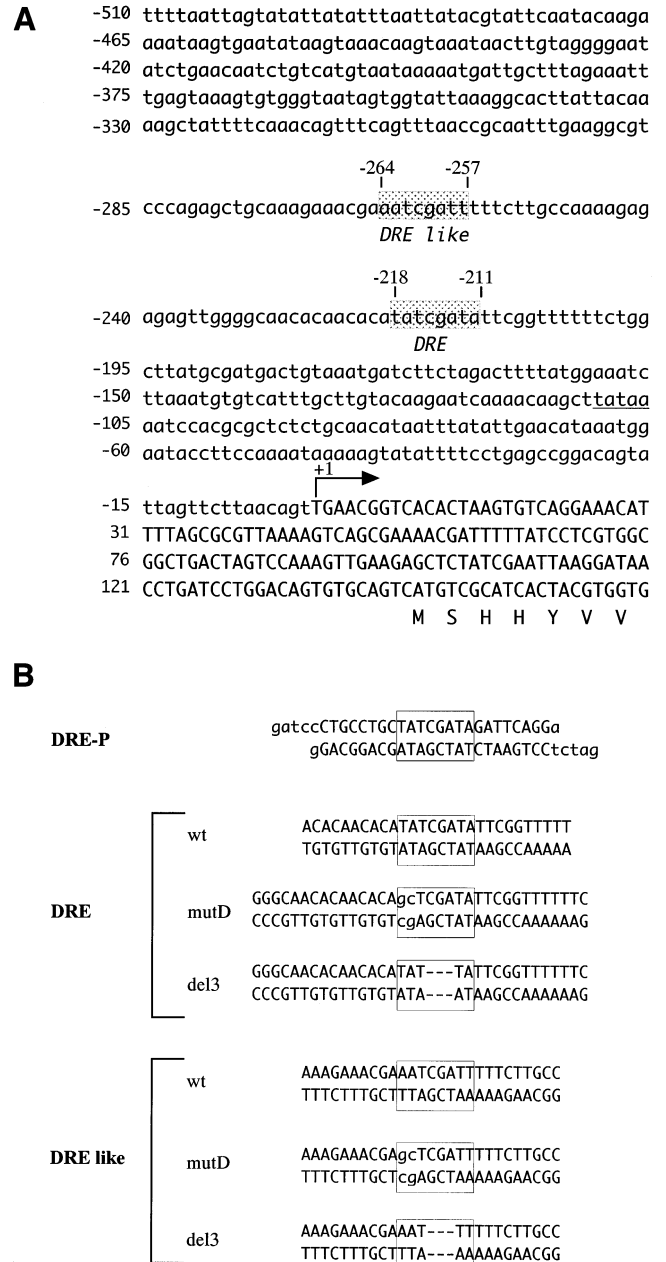 A
-510 ttttaattagtatattatatttaattatacgtattcaatacaaga
-465 aaataagtgaatataagtaaacaagtaaataacttgtaggggaat
-420 atctgaacaatctgtcatgtaataaaaatgattgctttagaaatt
-375 tgagtaaagtgtgggtaatagtggtattaaaggcacttattacaa
-330 aagctattttcaaacagtttcagtttaaccgcaatttgaaggcgt
-264 -257
-285 cccagagctgcaaagaaacgaaatcgatttttcttgccaaaagag
DRE like
-218 -211
-240 agagttggggcaacacaacacatatcgatattcggttttttctgg
DRE
-195 cttatgcgatgactgtaaatgatcttctagacttttatggaaatc
-150 ttaaatgtgtcatttgcttgtacaagaatcaaaacaagcttataa
-105 aatccacgcgctctctgcaacataatttatattgaacataaatgg
-60 aataccttccaaaataaaaagtatattttcctgagccggacagta
+1
-15 ttagttcttaacagtTGAACGGTCACACTAAGTGTCAGGAAACAT
31 TTTAGCGCGTTAAAAGTCAGCGAAAACGATTTTTATCCTCGTGGC
76 GGCTGACTAGTCCAAAGTTGAAGAGCTCTATCGAATTAAGGATAA
121 CCTGATCCTGGACAGTGTGCAGTCATGTCGCATCACTACGTGGTG
M S H H Y V V
B
DRE-P
gatccCTGCCTGCTATCGATAGATTCAGGa
gGACGGACGATAGCTATCTAAGTCCtctag
DRE
wt
ACACAACACATATCGATATTCGGTTTTT
TGTGTTGTGTATAGCTATAAGCCAAAAA
mutD
GGGCAACACAACACAgcTCGATATTCGGTTTTTTC
CCCGTTGTGTTGTGTcgAGCTATAAGCCAAAAAAG
del3
GGGCAACACAACACATAT---TATTCGGTTTTTTC
CCCGTTGTGTTGTGTATA---ATAAGCCAAAAAAG
DRE like
wt
AAAGAAACGAAATCGATTTTTCTTGCC
TTTCTTTGCTTTAGCTAAAAAGAACGG
mutD
AAAGAAACGAgcTCGATTTTTCTTGCC
TTTCTTTGCTcgAGCTAAAAAGAACGG
del3
AAAGAAACGAAAT---TTTTTCTTGCC
TTTCTTTGCTTTA---AAAAAGAACGG